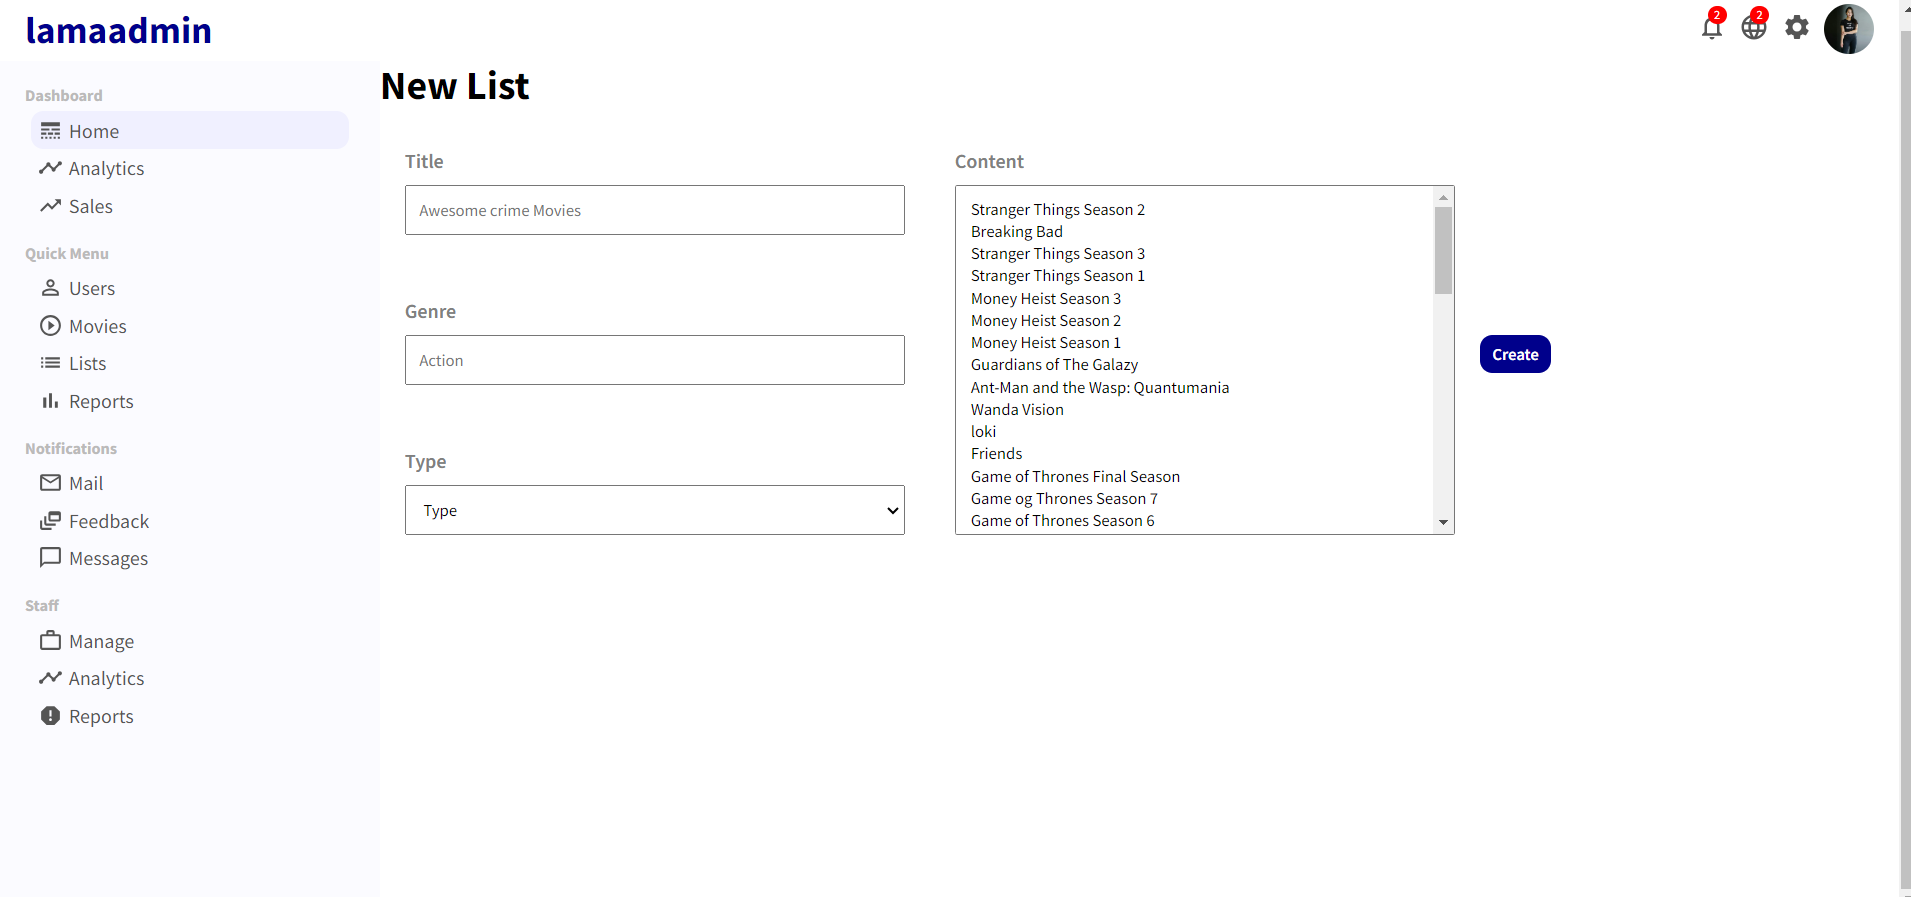 lamaadmin
2
2
Dashboard
Home
Analytics
Sales
Quick Menu
Users
Movies
Lists
Reports
Notifications
Mail
Feedback
Messages
Staff
Manage
Analytics
Reports
New List
Title
Awesome crime Movies
Genre
Action
Type
Type
Content
Stranger Things Season 2
Breaking Bad
Stranger Things Season 3
Stranger Things Season 1
Money Heist Season 3
Money Heist Season 2
Money Heist Season 1
Guardians of The Galazy
Ant-Man and the Wasp: Quantumania
Wanda Vision
loki
Friends
Game of Thrones Final Season
Game og Thrones Season 7
Game of Thrones Season 6
Create